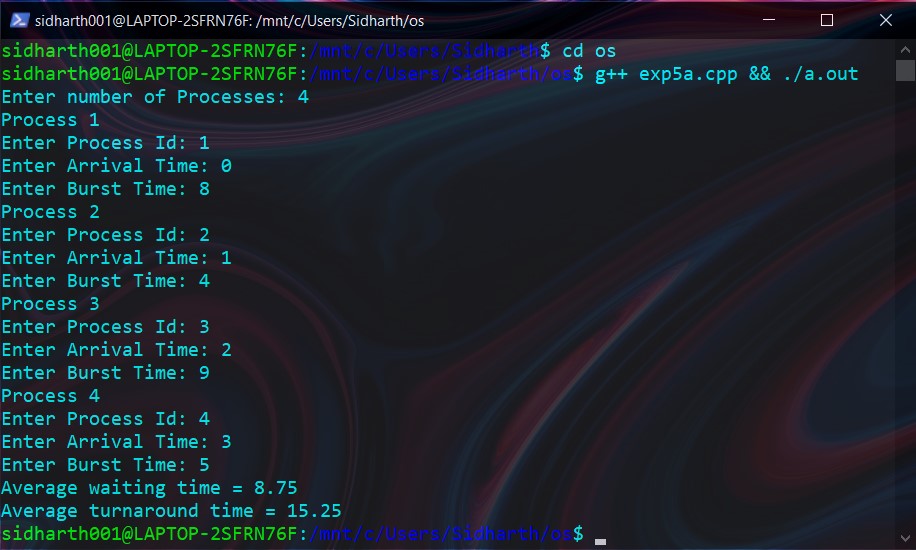 sidharth001@LAPTOP-2SFRN76F: /mnt/c/Users/Sidharth/os
sidharth001@LAPTOP-2SFRN76F:/mnt/c/Users/Sidharth$ cd os
sidharth001@LAPTOP-2SFRN76F:/mnt/c/Users/Sidharth/os$ g++ exp5a.cpp && ./a.out
Enter number of Processes: 4
Process 1
Enter Process Id: 1
Enter Arrival Time: 0
Enter Burst Time: 8
Process 2
Enter Process Id: 2
Enter Arrival Time: 1
Enter Burst Time: 4
Process 3
Enter Process Id: 3
Enter Arrival Time: 2
Enter Burst Time: 9
Process 4
Enter Process Id: 4
Enter Arrival Time: 3
Enter Burst Time: 5
Average waiting time = 8.75
Average turnaround time = 15.25
sidharth001@LAPTOP-2SFRN76F:/mnt/c/Users/Sidharth/os$